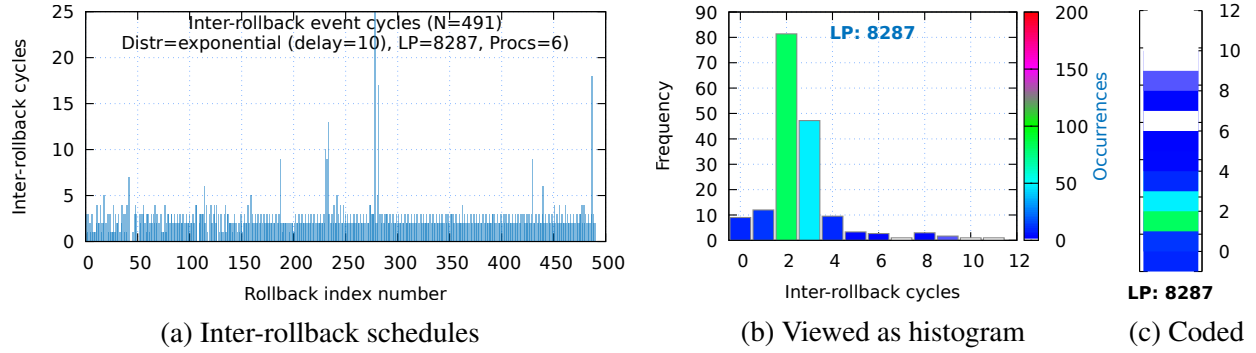 Inter-rollback event cycles (N=491)
Distr=exponential (delay=10), LP=8287, Procs=6)
Inter-rollback cycles
25
20
15
10
5
0
0 50 100 150 200 250 300 350 400 450 500
Rollback index number
(a) Inter-rollback schedules
LP: 8287
Frequency
90
80
70
60
50
40
30
20
10
0
0 2 4 6 8 10 12
Inter-rollback cycles
200
150
100
50
0
Occurrences
(b) Viewed as histogram
12
10
8
6
4
2
0
LP: 8287
(c) Coded